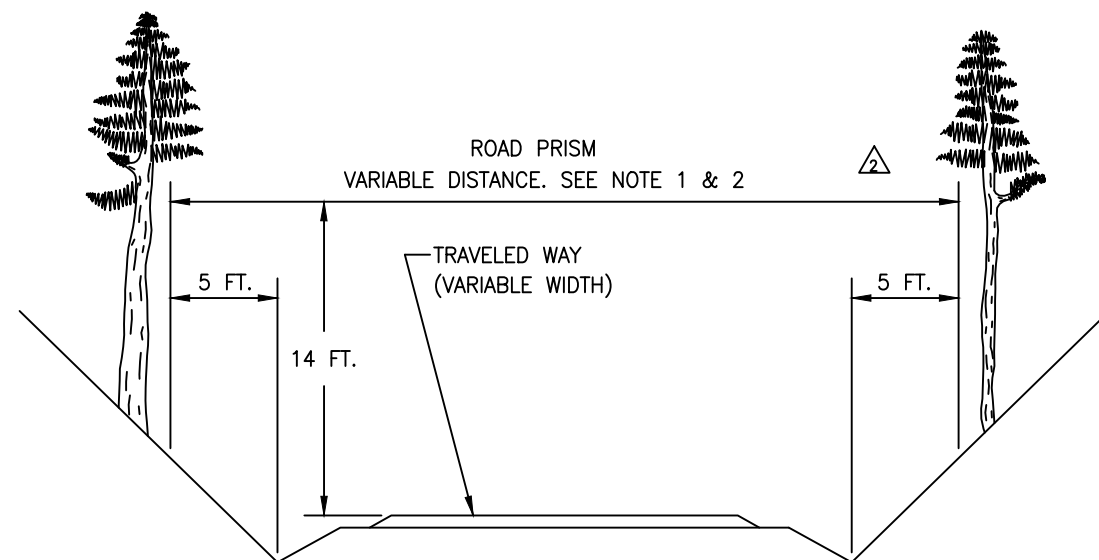 ROAD PRISM
VARIABLE DISTANCE. SEE NOTE 1 & 2
2
TRAVELED WAY
(VARIABLE WIDTH)
5 FT.
5 FT.
14 FT.